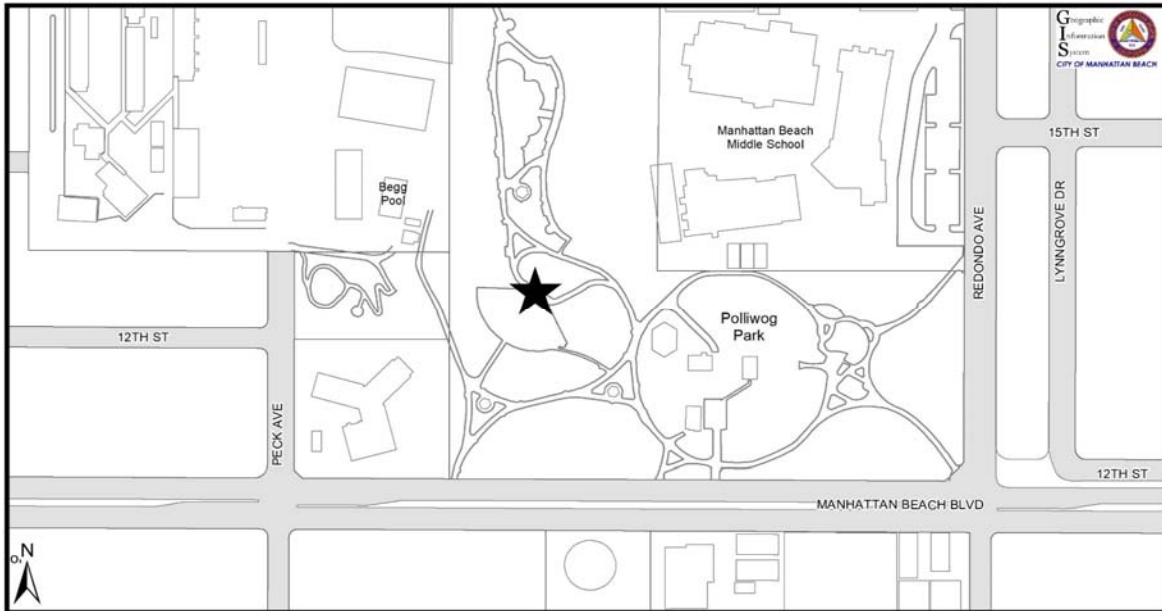 Geographic
Information
System
CITY OF MANHATTAN BEACH
Manhattan Beach
Middle School
15TH ST
Begg
Pool
LYNNGROVE DR
REDONDO AVE
Polliwog
Park
12TH ST
PECK AVE
12TH ST
MANHATTAN BEACH BLVD
N
o,